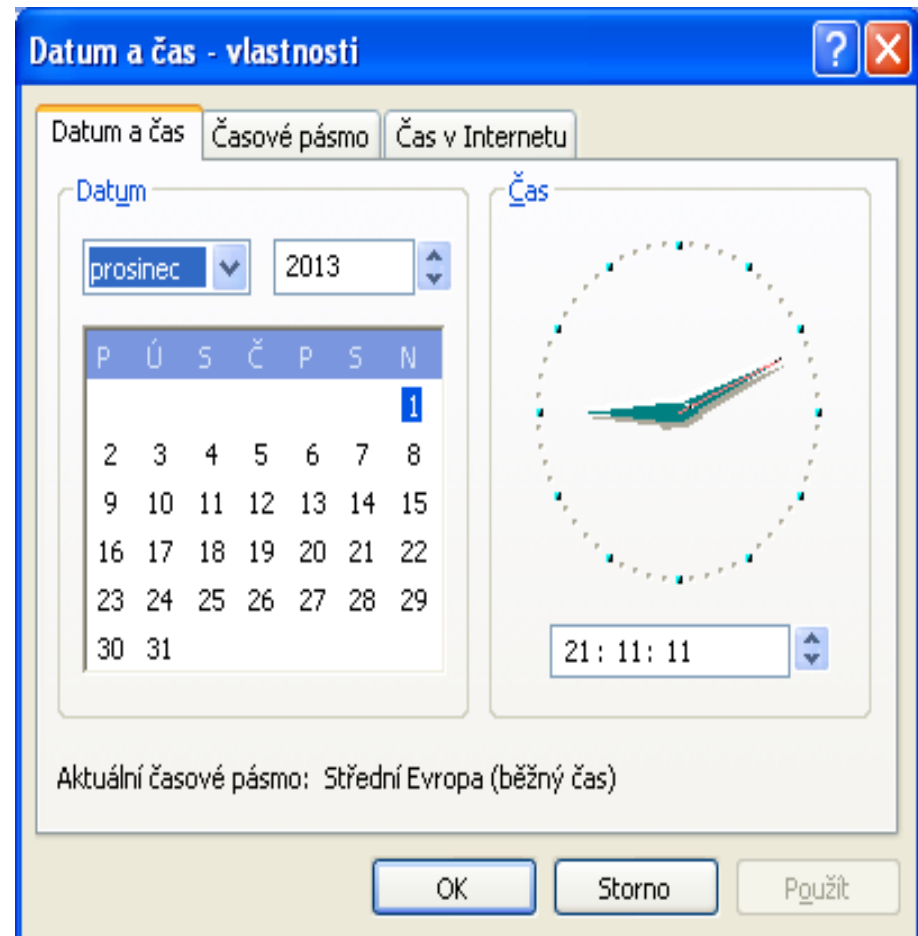 Datum a čas - vlastnosti
Datum a čas Časové pásmo Čas v Internetu
Datum
prosinec 2013
P Ú S Č P S N
1
2 3 4 5 6 7 8
9 10 11 12 13 14 15
16 17 18 19 20 21 22
23 24 25 26 27 28 29
30 31
Čas
21: 11: 11
Aktuální časové pásmo: Střední Evropa (běžný čas)
OK Storno Použít